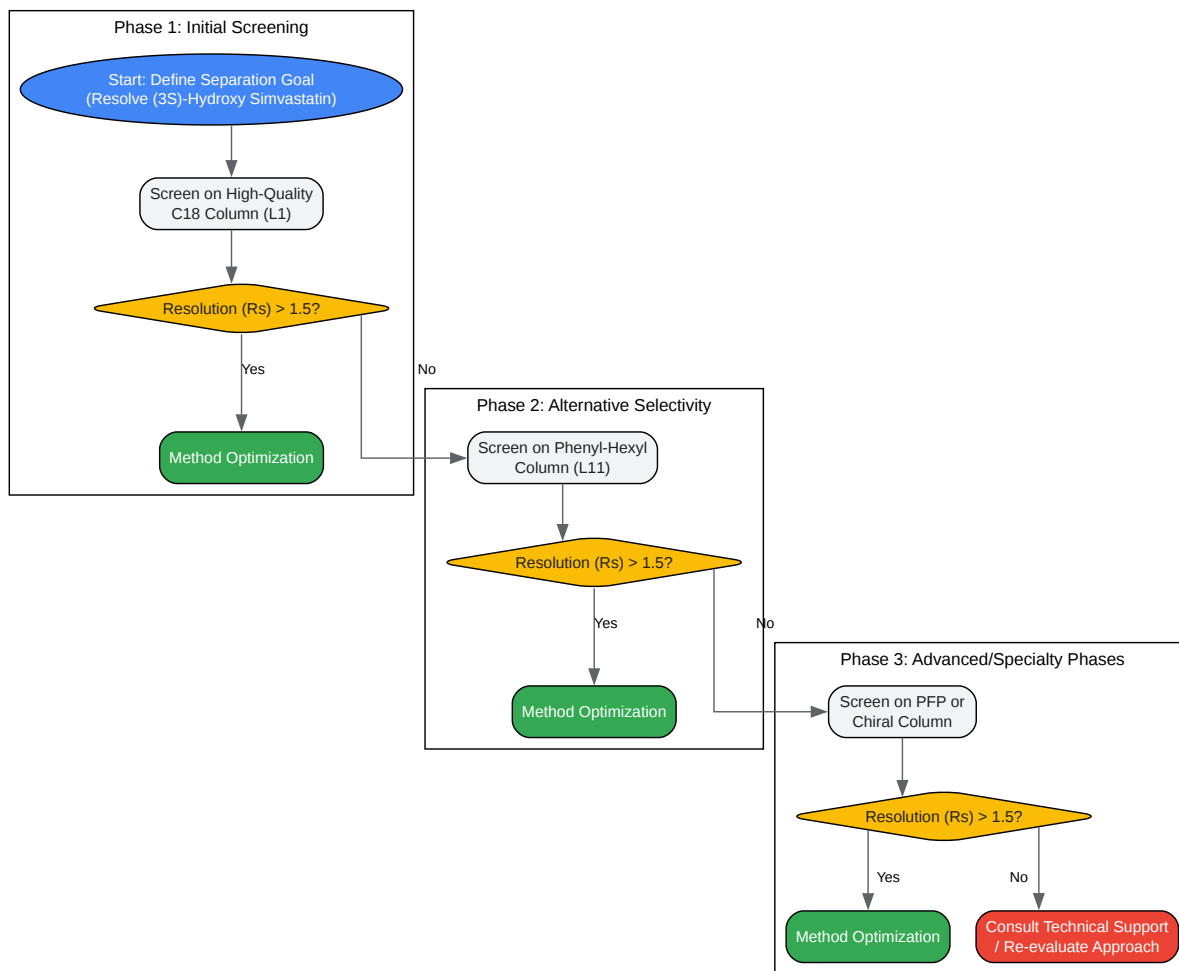 Phase 1: Initial Screening
Start: Define Separation Goal
(Resolve (3S)-Hydroxy Simvastatin)
Screen on High-Quality
C18 Column (L1)
Resolution (Rs) > 1.5?
Yes
No
Method Optimization
Phase 2: Alternative Selectivity
Screen on Phenyl-Hexyl
Column (L11)
Resolution (Rs) > 1.5?
Yes
No
Method Optimization
Phase 3: Advanced/Specialty Phases
Screen on PFP or
Chiral Column
Resolution (Rs) > 1.5?
Yes
No
Method Optimization
Consult Technical Support
/ Re-evaluate Approach